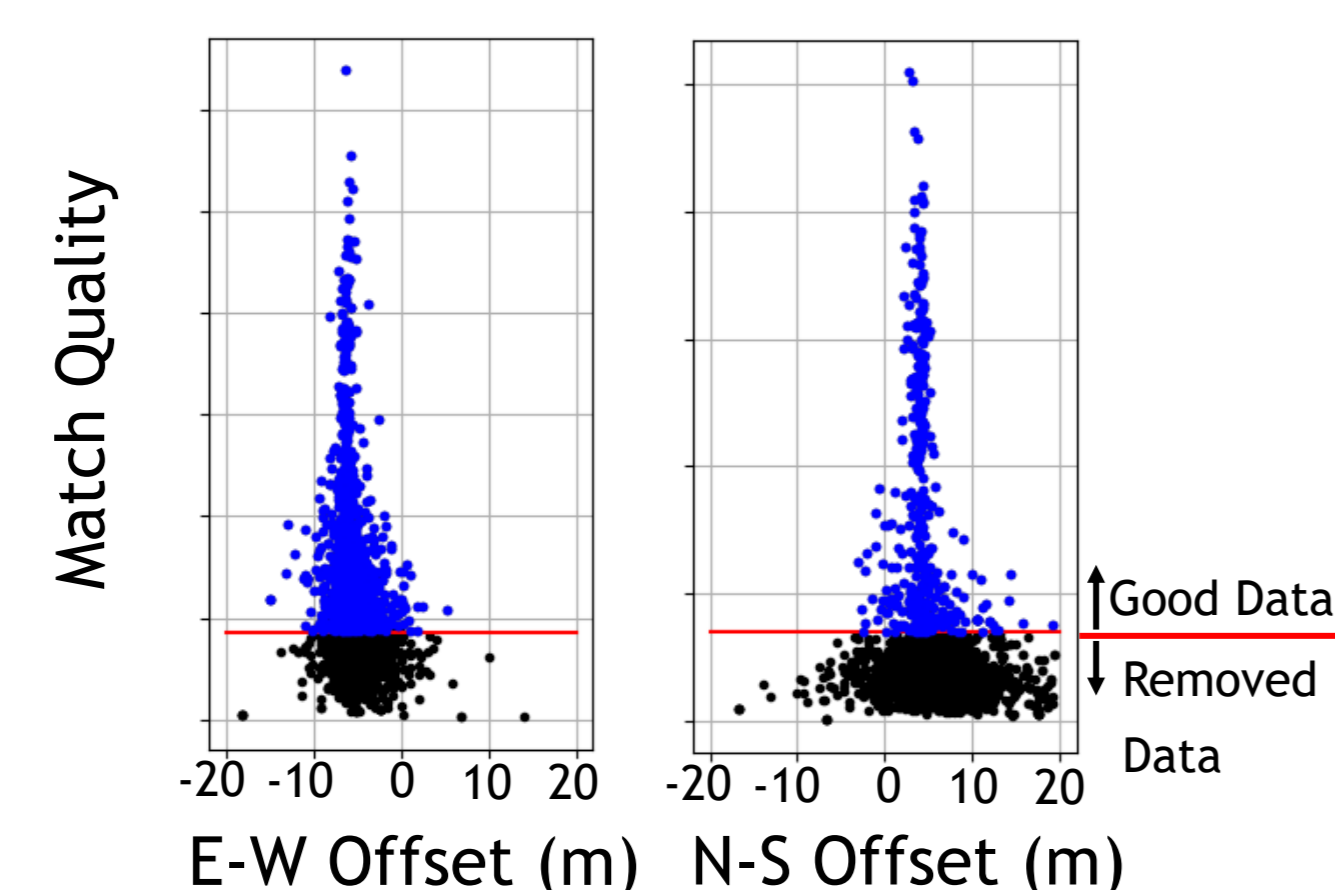 Match Quality
Good Data
Removed
Data
-20 -10 0 10 20
-20 -10 0 10 20
E-W Offset (m)
N-S Offset (m)